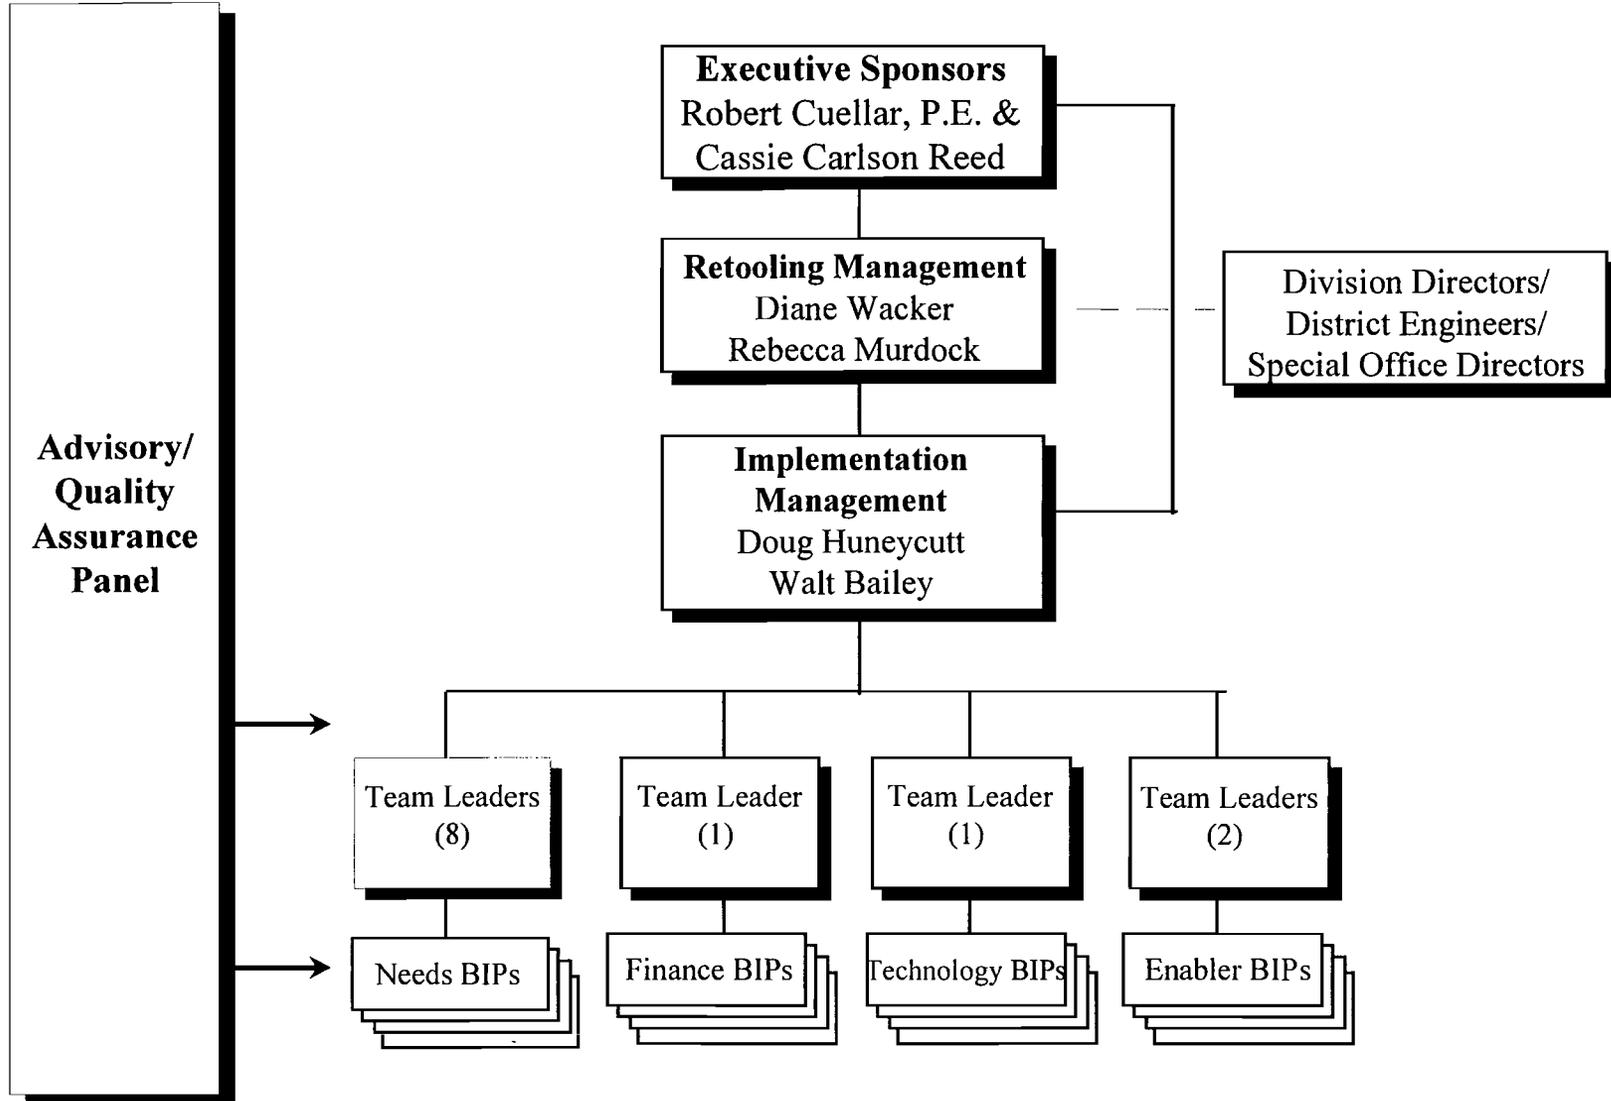 Executive Sponsors
Robert Cuellar, P.E. &
Cassie Carlson Reed
Retooling Management
Diane Wacker
Rebecca Murdock
Division Directors/
District Engineers/
Special Office Directors
Implementation
Management
Doug Huneycutt
Walt Bailey
Advisory/
Quality
Assurance
Panel
Team Leaders
(8)
Team Leader
(1)
Team Leader
(1)
Team Leaders
(2)
Needs BIPs
Finance BIPs
Technology BIPs
Enabler BIPs